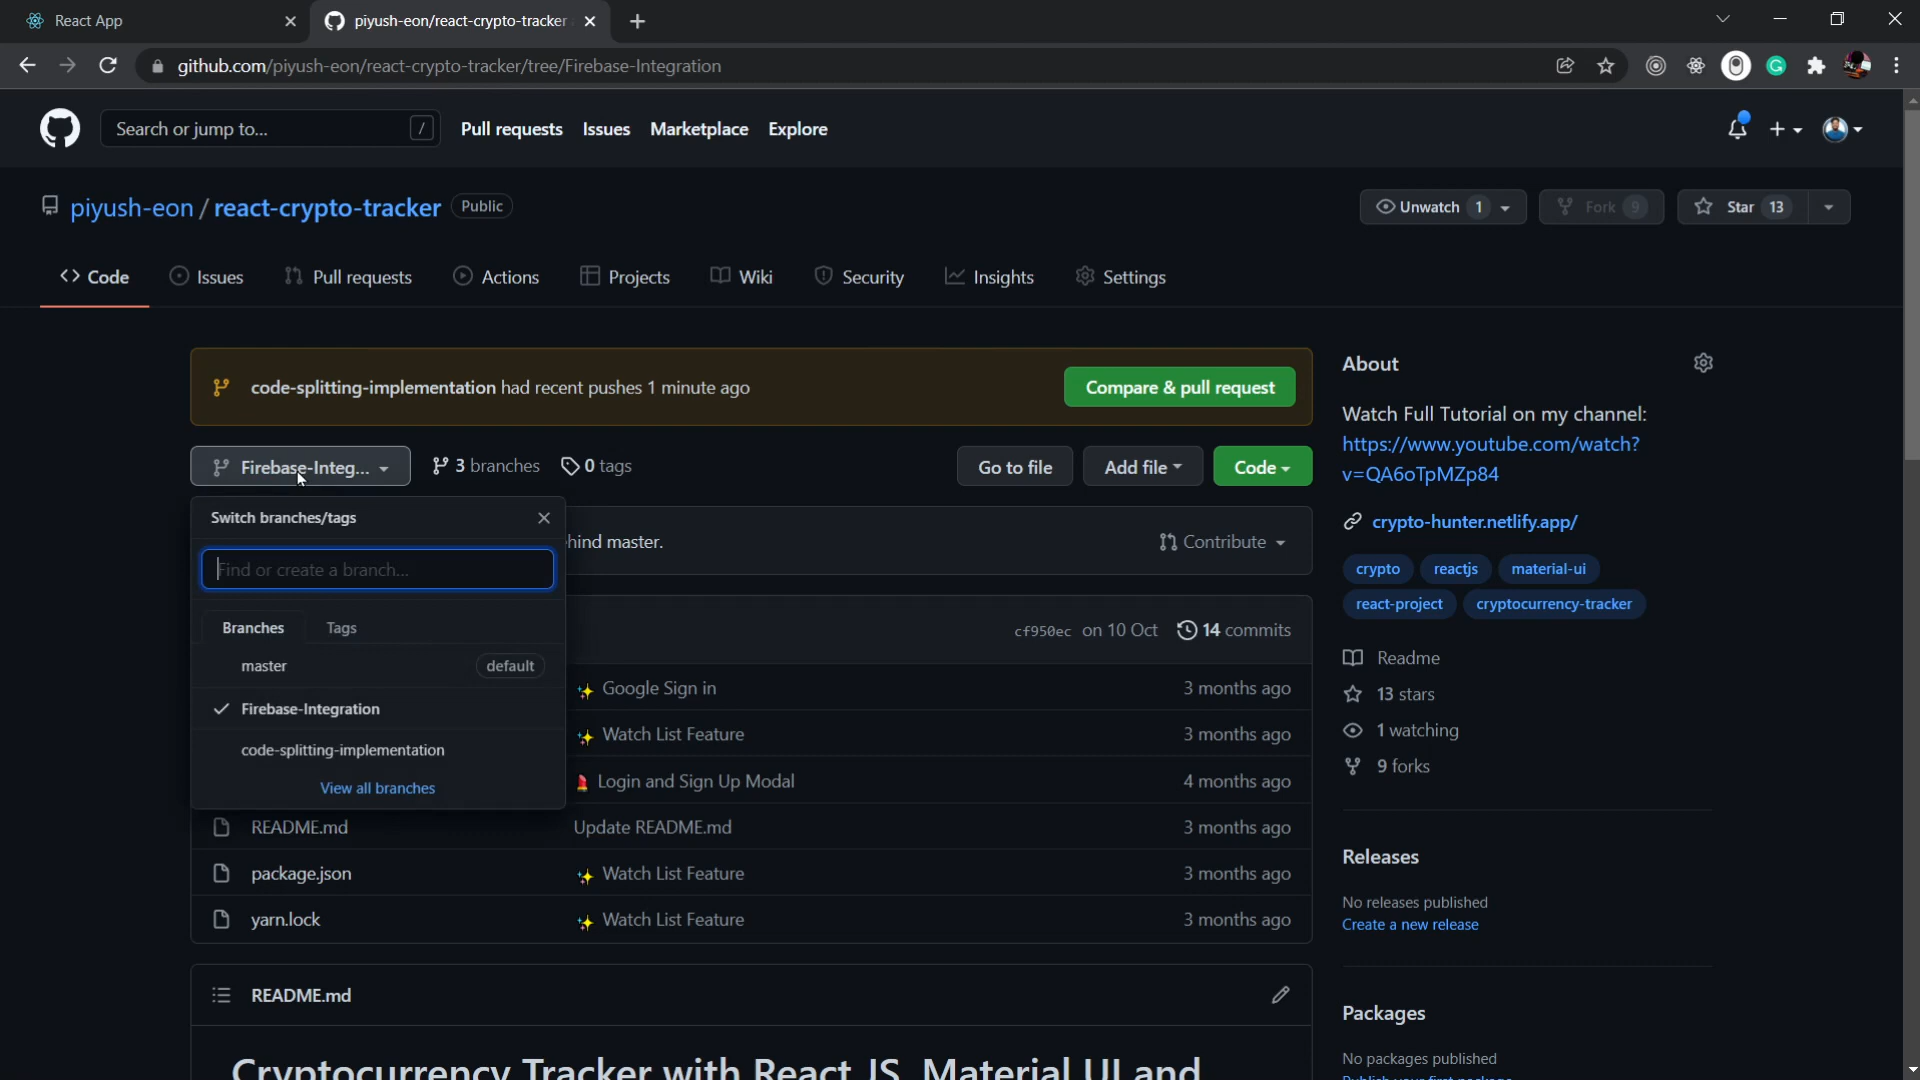 React App
piyush-eon/react-crypto-tracker
github.com/piyush-eon/react-crypto-tracker/tree/Firebase-Integration
Search or jump to... / Pull requests Issues Marketplace Explore
piyush-eon / react-crypto-tracker Public
Unwatch 1 Fork 9 Star 13
Code Issues Pull requests Actions Projects Wiki Security Insights Settings
code-splitting-implementation had recent pushes 1 minute ago Compare & pull request
Firebase-Integ... 3 branches 0 tags Go to file Add file Code
Switch branches/tags
hind master. Contribute
Find or create a branch...
Branches Tags
master default
Firebase-Integration
code-splitting-implementation
View all branches
cf950ec on 10 Oct 14 commits
Google Sign in 3 months ago
Watch List Feature 3 months ago
Login and Sign Up Modal 4 months ago
README.md Update README.md 3 months ago
package.json Watch List Feature 3 months ago
yarn.lock Watch List Feature 3 months ago
README.md
Cryptocurrency Tracker with React JS, Material UI and
About
Watch Full Tutorial on my channel:
https://www.youtube.com/watch?
v=QA6oTpMZp84
crypto-hunter.netlify.app/
crypto reactjs material-ui
react-project cryptocurrency-tracker
Readme
13 stars
1 watching
9 forks
Releases
No releases published
Create a new release
Packages
No packages published
Publish your first package